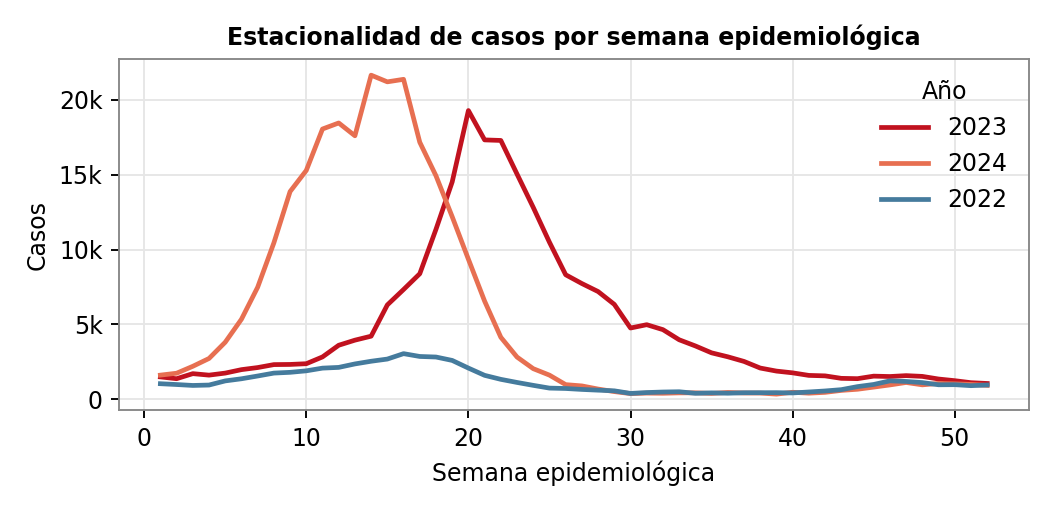 Estacionalidad de casos por semana epidemiológica
Año
2023
2024
2022
Casos
20k
15k
10k
5k
0
0 10 20 30 40 50
Semana epidemiológica